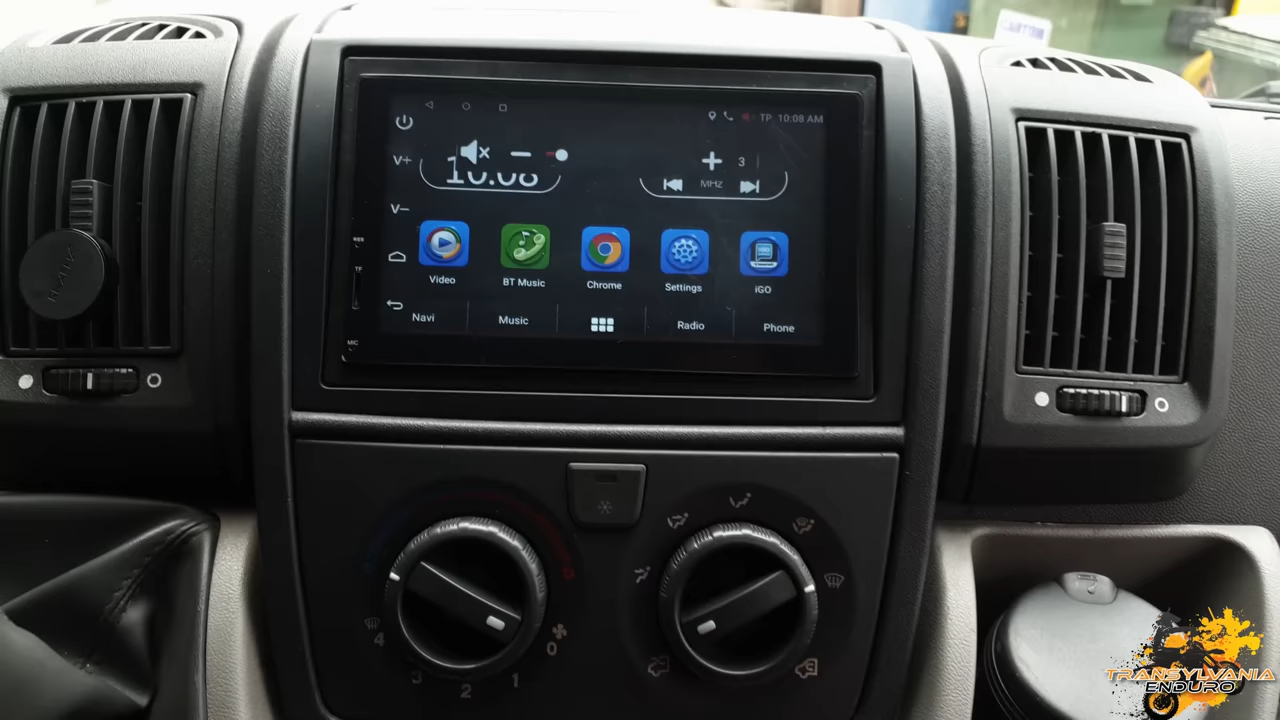 TP 10:08 AM
V+
10:08
3
MHZ
V-
Video
BT Music
Chrome
Settings
iGO
Navi
Music
Radio
Phone
RES
TF
MIC
4
3
2
1
0
TRANSYLVANIA
ENDURO